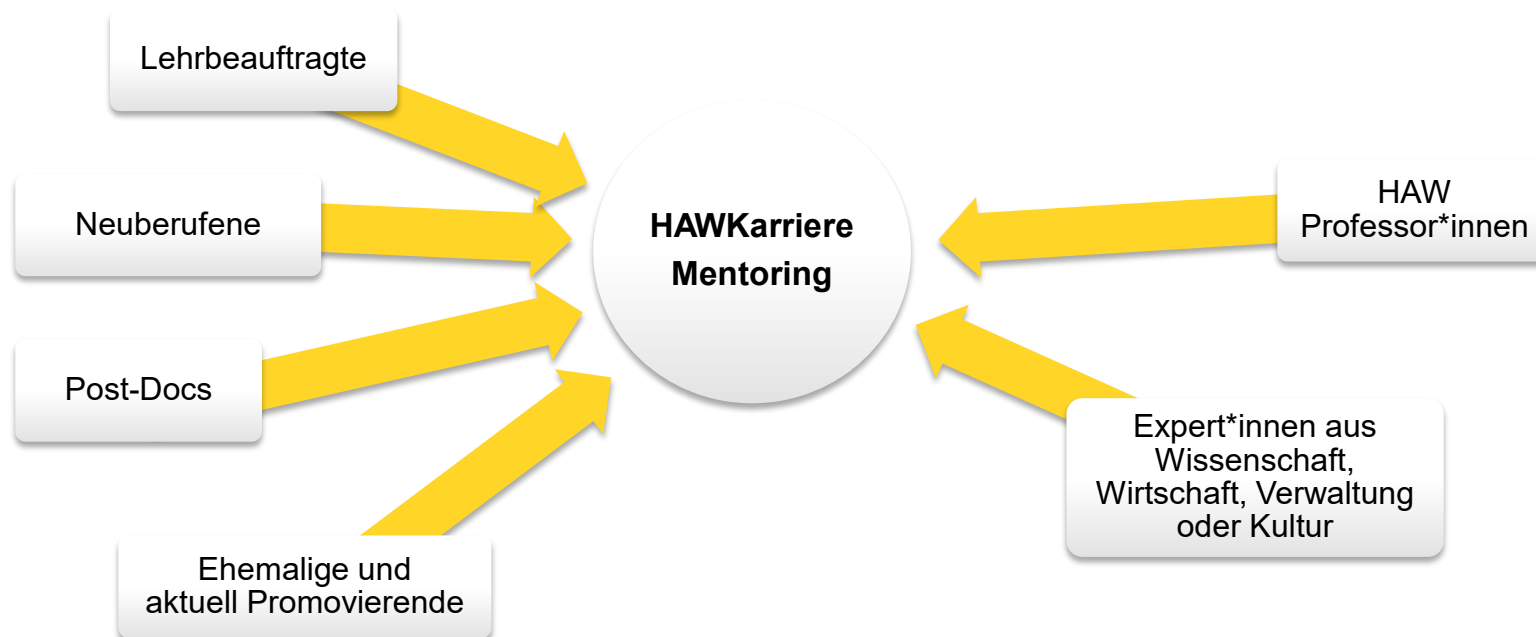 Lehrbeauftragte
Neuberufene
Post-Docs
Ehemalige und
aktuell Promovierende
HAWKarriere
Mentoring
HAW
Professor*innen
Expert*innen aus
Wissenschaft,
Wirtschaft, Verwaltung
oder Kultur